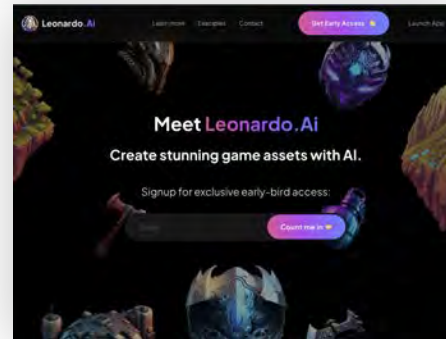 Leonardo.Ai
Learn more Examples Contact
Get Early Access
Launch App
Meet Leonardo.Ai
Create stunning game assets with AI.
Signup for exclusive early-bird access:
Count me in